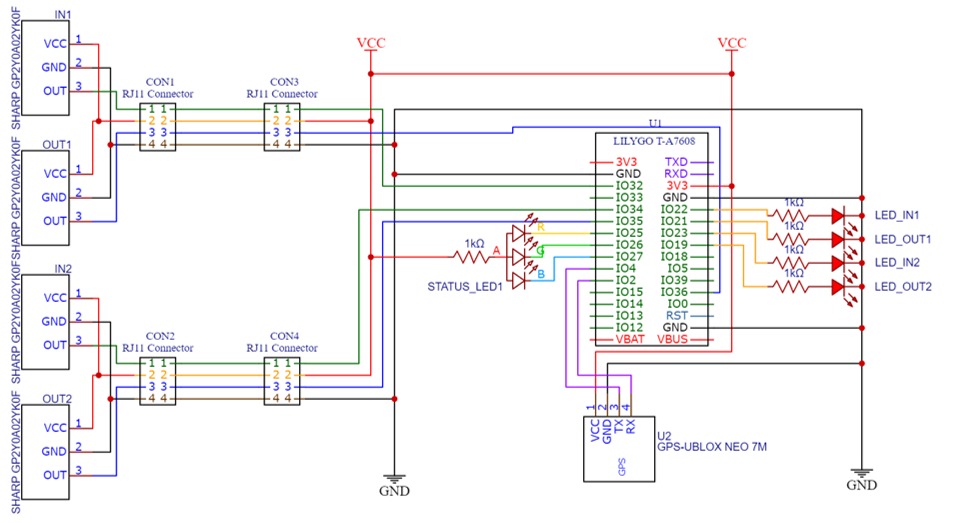 IN1
SHARP GP2Y0A02YK0F
VCC 1
GND 2
OUT 3
OUT1
SHARP GP2Y0A02YK0F
VCC 1
GND 2
OUT 3
IN2
SHARP GP2Y0A02YK0F
VCC 1
GND 2
OUT 3
OUT2
SHARP GP2Y0A02YK0F
VCC 1
GND 2
OUT 3
CON1
RJ11 Connector
1 1
2 2
3 3
4 4
CON3
RJ11 Connector
1 1
2 2
3 3
4 4
CON2
RJ11 Connector
1 1
2 2
3 3
4 4
CON4
RJ11 Connector
1 1
2 2
3 3
4 4
VCC
VCC
GND
GND
1kΩ
A
R
G
B
STATUS_LED1
U1
LILYGO T-A7608
3V3 TXD
GND RXD
IO32 3V3
IO33 GND
IO34 IO22
IO35 IO21
IO25 IO23
IO26 IO19
IO27 IO18
IO4 IO5
IO2 IO39
IO15 IO36
IO14 IO0
IO13 RST
IO12 GND
VBAT VBUS
1kΩ LED_IN1
1kΩ LED_OUT1
1kΩ LED_IN2
1kΩ LED_OUT2
1 2 3 4
VCC GND TX RX
GPS
U2
GPS-UBLOX NEO 7M